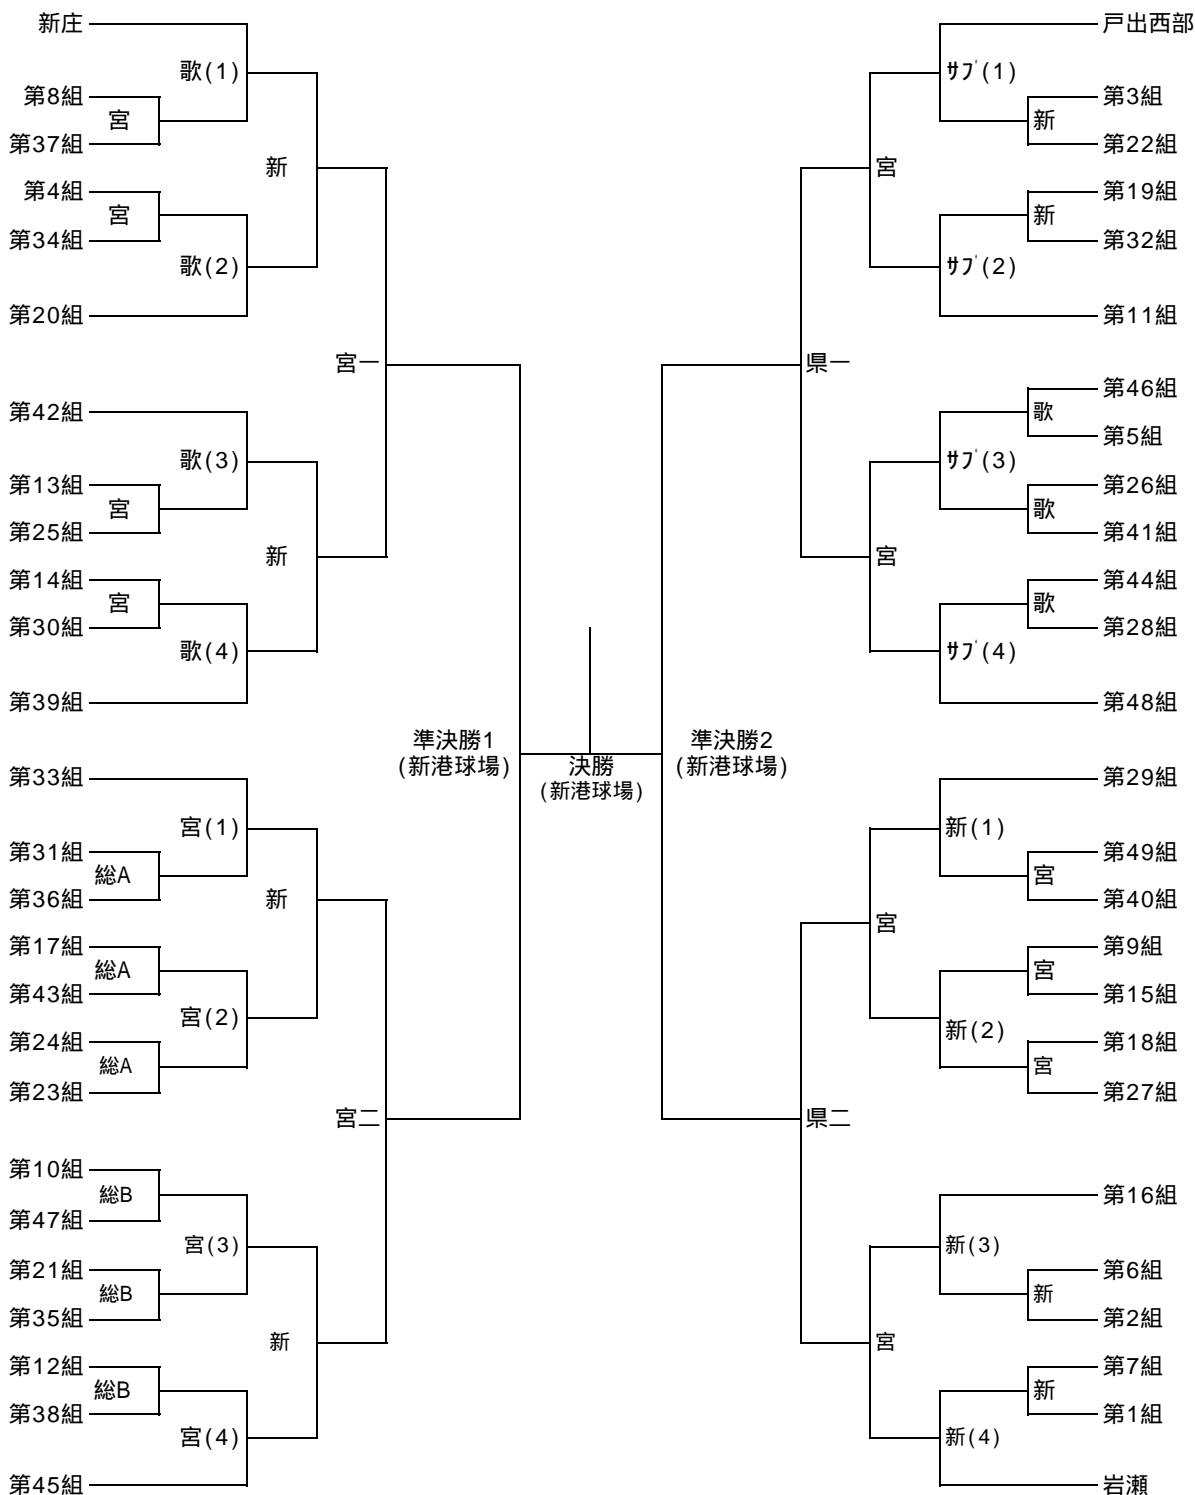 新庄
歌(1)
第8組
宮
第37組
新
第4組
宮
第34組
歌(2)
第20組
宮一
第42組
歌(3)
第13組
宮
第25組
新
第14組
宮
第30組
歌(4)
第39組
準決勝1
(新港球場)
第33組
宮(1)
第31組
総A
第36組
新
第17組
総A
第43組
宮(2)
第24組
総A
第23組
宮二
第10組
総B
第47組
宮(3)
第21組
総B
第35組
新
第12組
総B
第38組
宮(4)
第45組
決勝
(新港球場)
戸出西部
ｻﾌﾞ(1)
第3組
新
第22組
宮
第19組
新
第32組
ｻﾌﾞ(2)
第11組
県一
第46組
歌
第5組
ｻﾌﾞ(3)
第26組
歌
第41組
宮
第44組
歌
第28組
ｻﾌﾞ(4)
第48組
準決勝2
(新港球場)
第29組
新(1)
第49組
宮
第40組
宮
第9組
宮
第15組
新(2)
第18組
宮
第27組
県二
第16組
新(3)
第6組
新
第2組
宮
第7組
新
第1組
新(4)
岩瀬